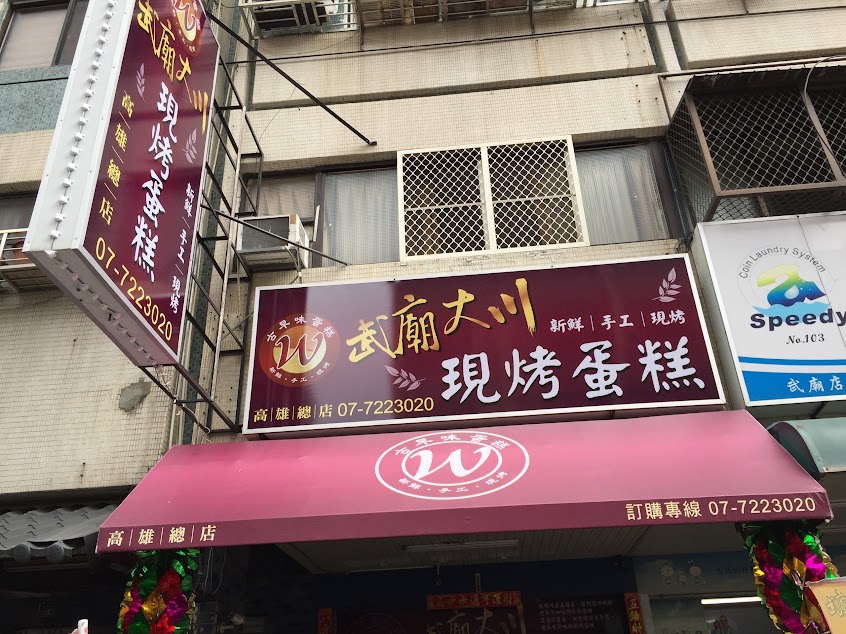 武廟大川
現烤蛋糕
新鮮|手工|現烤
高|雄|總|店
07-7223020
古早味蛋糕
W
新鮮·手工·現烤
武廟大川
新鮮|手工|現烤
現烤蛋糕
高|雄|總|店 07-7223020
Coin Laundry System
a
Speedy
No.103
武廟店
古早味蛋糕
W
新鮮·手工·現烤
高|雄|總|店
訂購專線 07-7223020
武廟大川